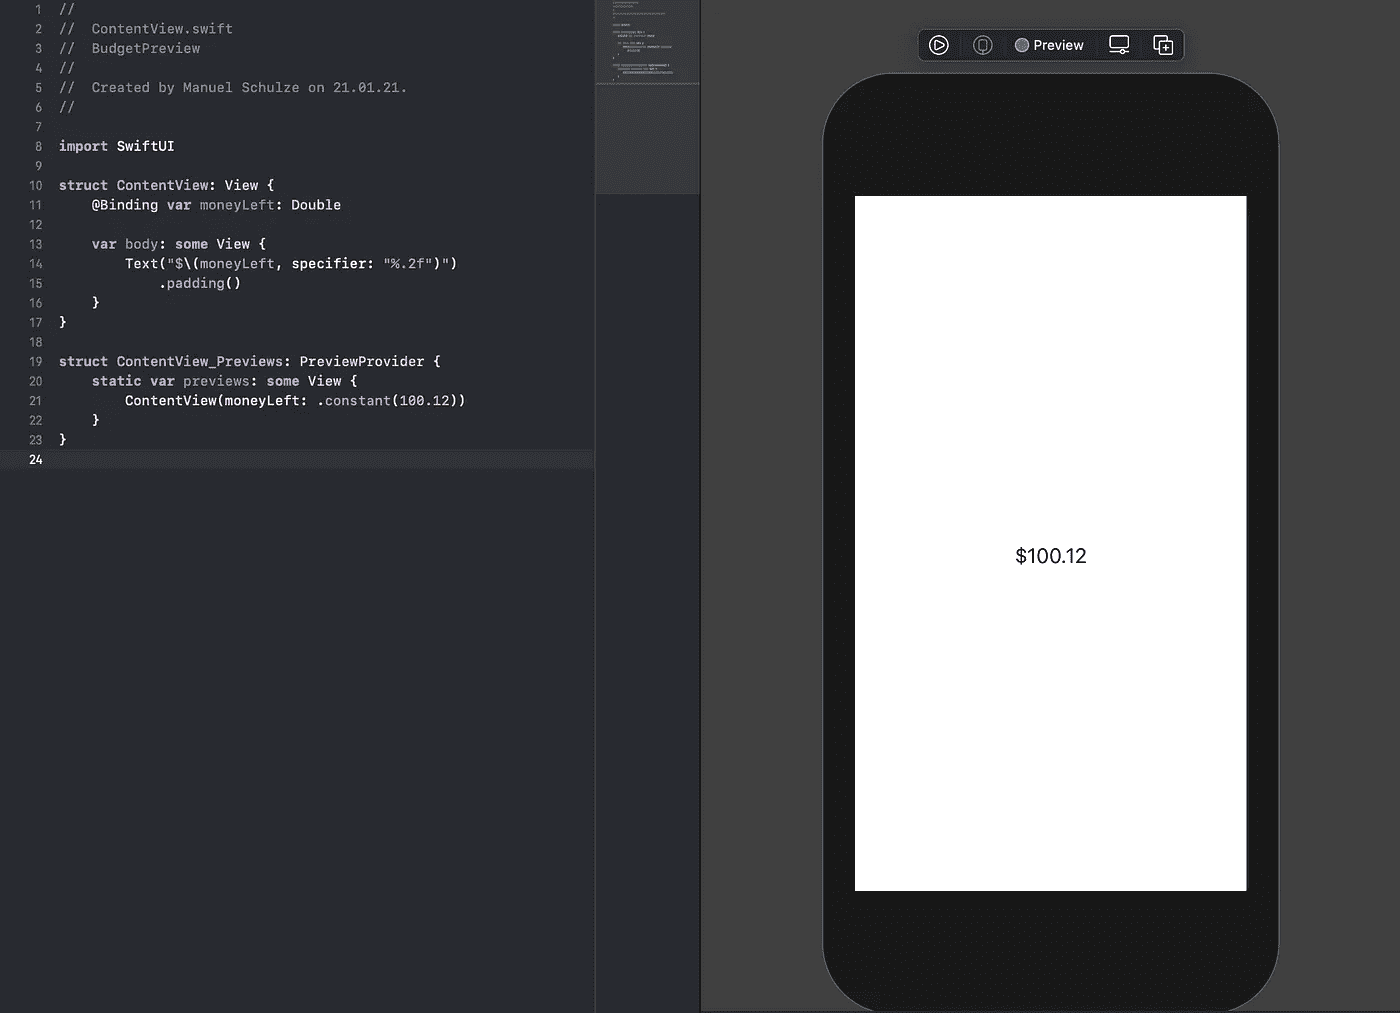 1 //
2 //  ContentView.swift
3 //  BudgetPreview
4 //
5 //  Created by Manuel Schulze on 21.01.21.
6 //
7
8 import SwiftUI
9
10 struct ContentView: View {
11     @Binding var moneyLeft: Double
12
13     var body: some View {
14         Text("$\(moneyLeft, specifier: "%.2f")")
15             .padding()
16     }
17 }
18
19 struct ContentView_Previews: PreviewProvider {
20     static var previews: some View {
21         ContentView(moneyLeft: .constant(100.12))
22     }
23 }
24
Preview
$100.12